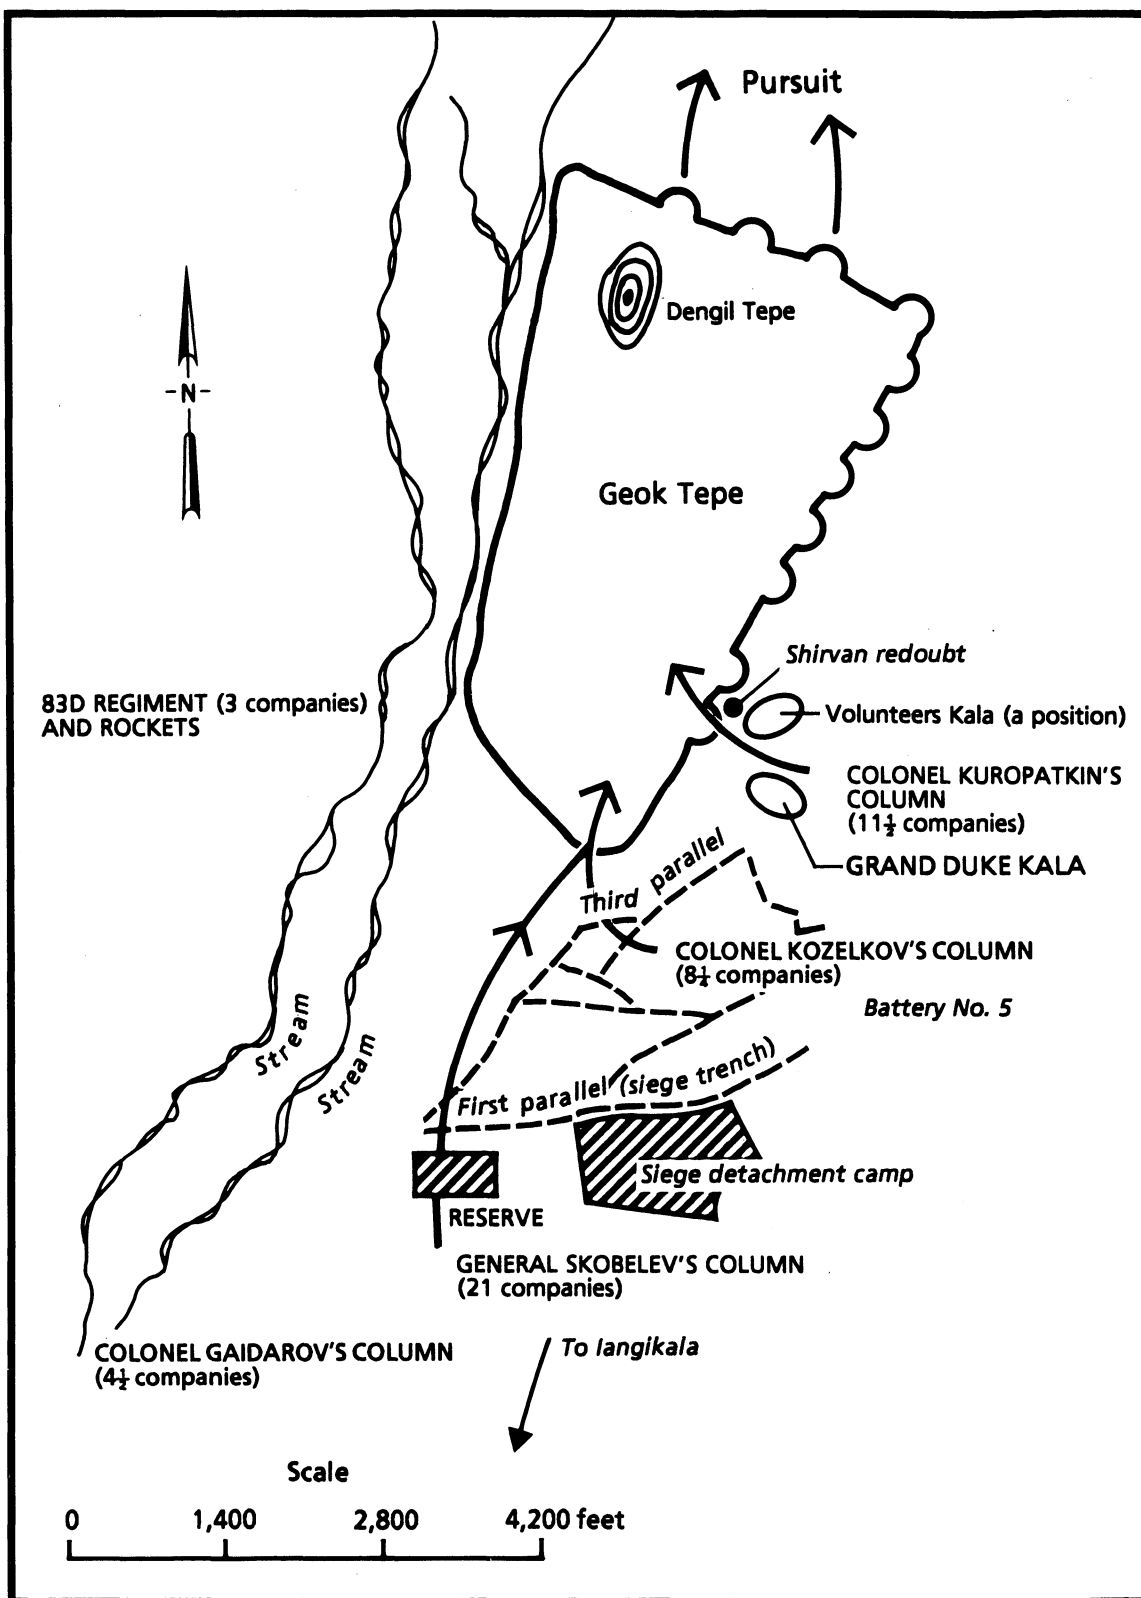 Pursuit
Dengil Tepe
-N-
Geok Tepe
Shirvan redoubt
83D REGIMENT (3 companies)
AND ROCKETS
Volunteers Kala (a position)
COLONEL KUROPATKIN'S
COLUMN
(11½ companies)
GRAND DUKE KALA
Third parallel
COLONEL KOZELKOV'S COLUMN
(8¼ companies)
Battery No. 5
Stream
Stream
First parallel (siege trench)
Siege detachment camp
RESERVE
GENERAL SKOBELEV'S COLUMN
(21 companies)
COLONEL GAIDAROV'S COLUMN
(4½ companies)
To Iangikala
Scale
0 1,400 2,800 4,200 feet